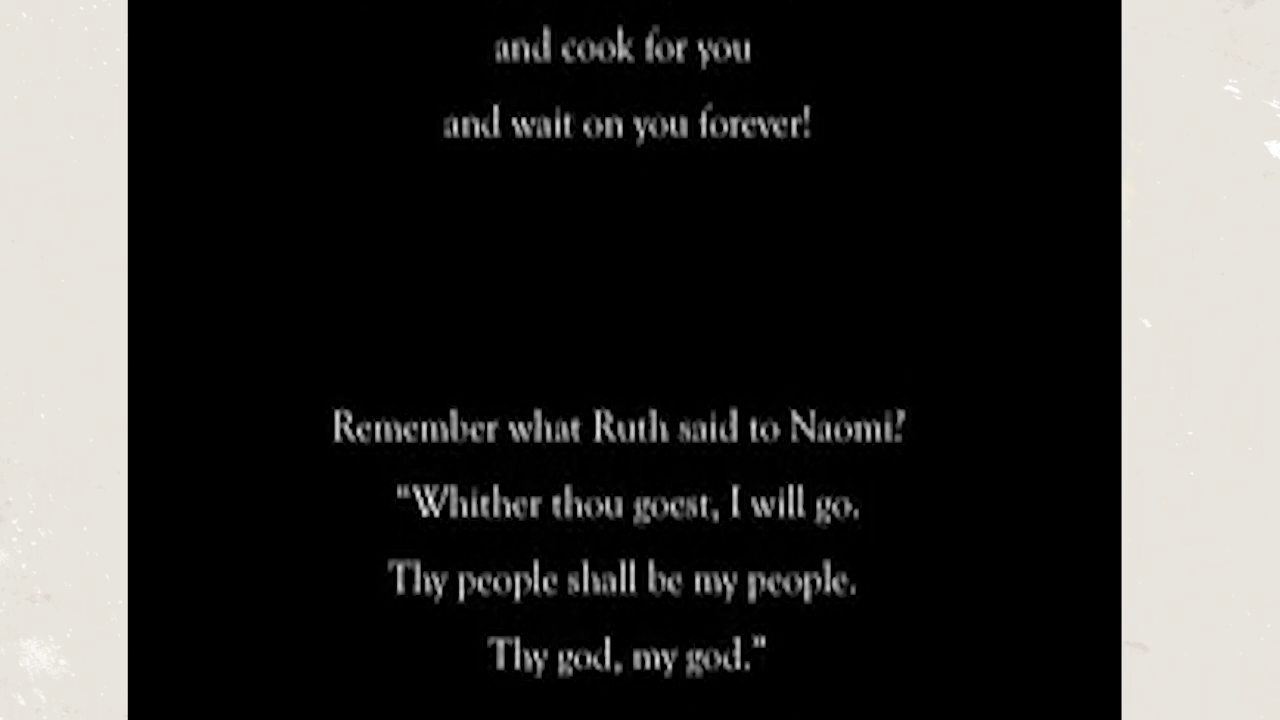 and cook for you
and wait on you forever!
Remember what Ruth said to Naomi?
“Whither thou goest, I will go.
Thy people shall be my people.
Thy god, my god.”